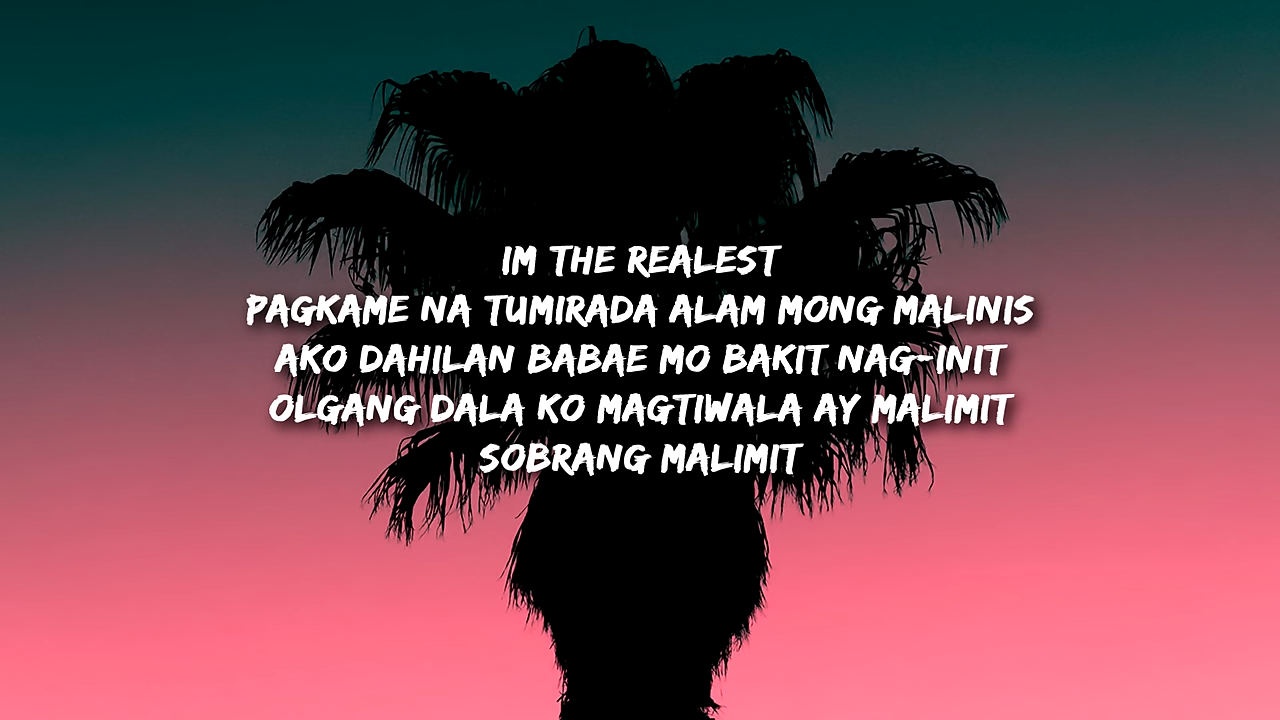 IM THE REALEST
PAGKAME NA TUMIRADA ALAM MONG MALINIS
AKO DAHILAN BABAE MO BAKIT NAG-INIT
OLGANG DALA KO MAGTIWALA AY MALIMIT
SOBRANG MALIMIT